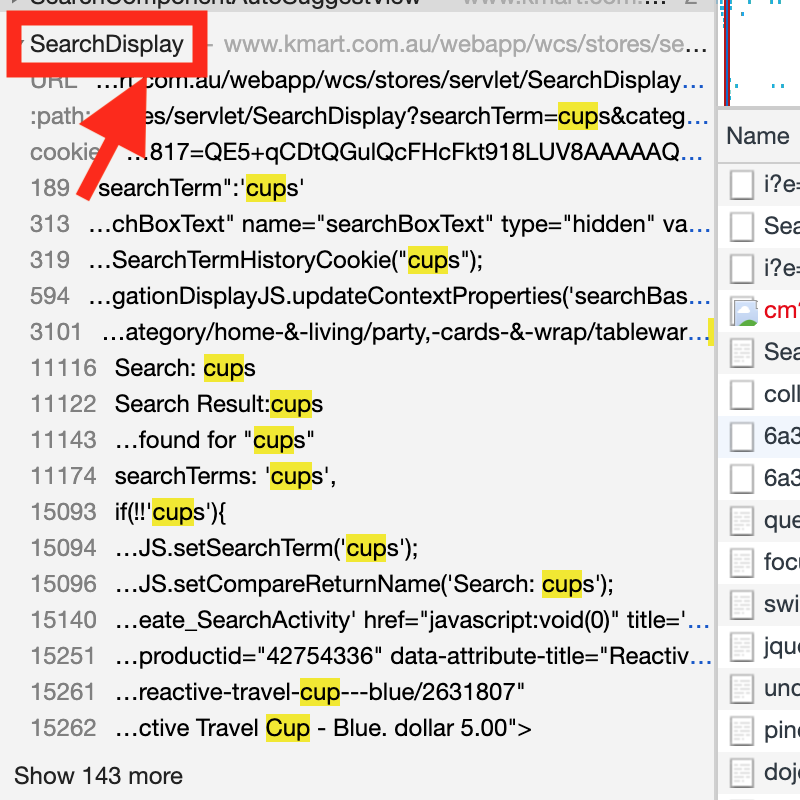 SearchComponentAutoSuggestView www.kmart.com.… 2
SearchDisplay – www.kmart.com.au/webapp/wcs/stores/se…
URL …rt.com.au/webapp/wcs/stores/servlet/SearchDisplay…
:path: es/servlet/SearchDisplay?searchTerm=cups&categ…
cookie …817=QE5+qCDtQGulQcFHcFkt918LUV8AAAAAQ…
189 searchTerm":'cups'
313 …chBoxText" name="searchBoxText" type="hidden" va…
319 …SearchTermHistoryCookie("cups");
594 …gationDisplayJS.updateContextProperties('searchBas…
3101 …ategory/home-&-living/party,-cards-&-wrap/tablewar…
11116 Search: cups
11122 Search Result:cups
11143 …found for "cups"
11174 searchTerms: 'cups',
15093 if(!!'cups'){
15094 …JS.setSearchTerm('cups');
15096 …JS.setCompareReturnName('Search: cups');
15140 …eate_SearchActivity' href="javascript:void(0)" title='…
15251 …productid="42754336" data-attribute-title="Reactiv…
15261 …reactive-travel-cup---blue/2631807"
15262 …ctive Travel Cup - Blue. dollar 5.00">
Show 143 more
Name
i?e=
Sea
i?e=
cm?
Sea
coll
6a3
6a3
que
focu
swi
jque
und
pine
dojo